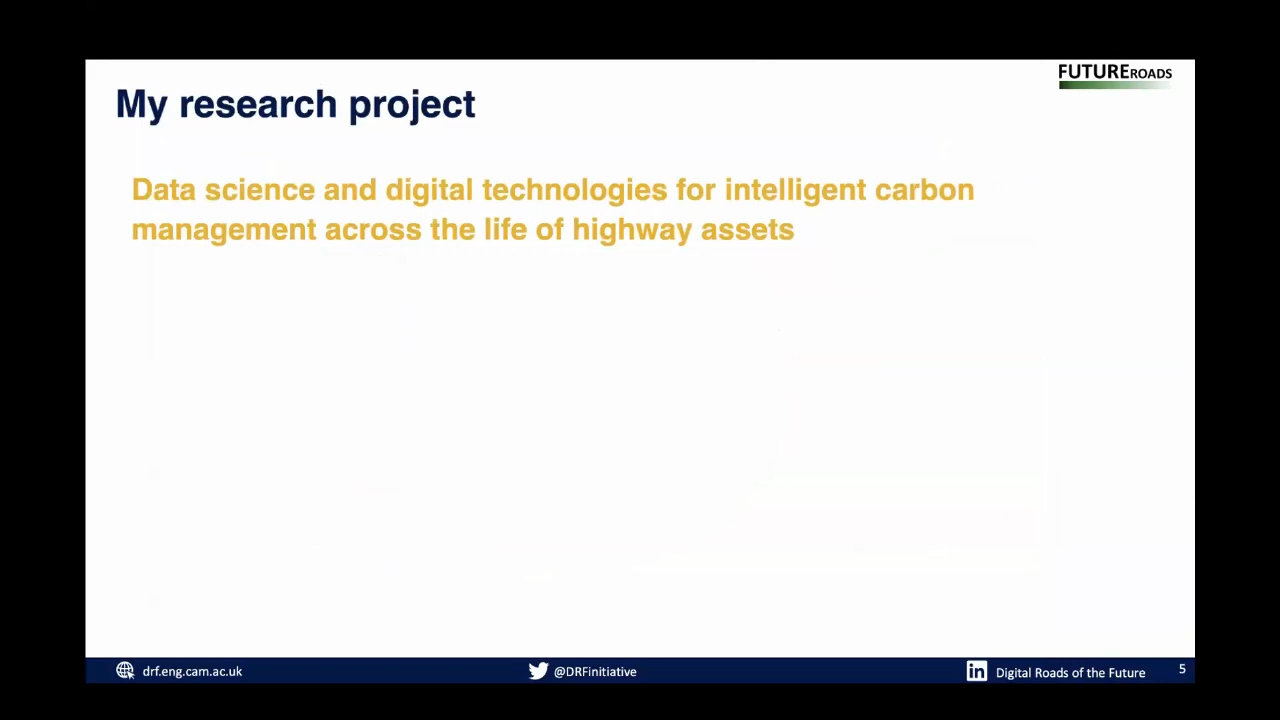 FUTUREROADS
My research project
Data science and digital technologies for intelligent carbon
management across the life of highway assets
drf.eng.cam.ac.uk
@DRFinitiative
Digital Roads of the Future
5